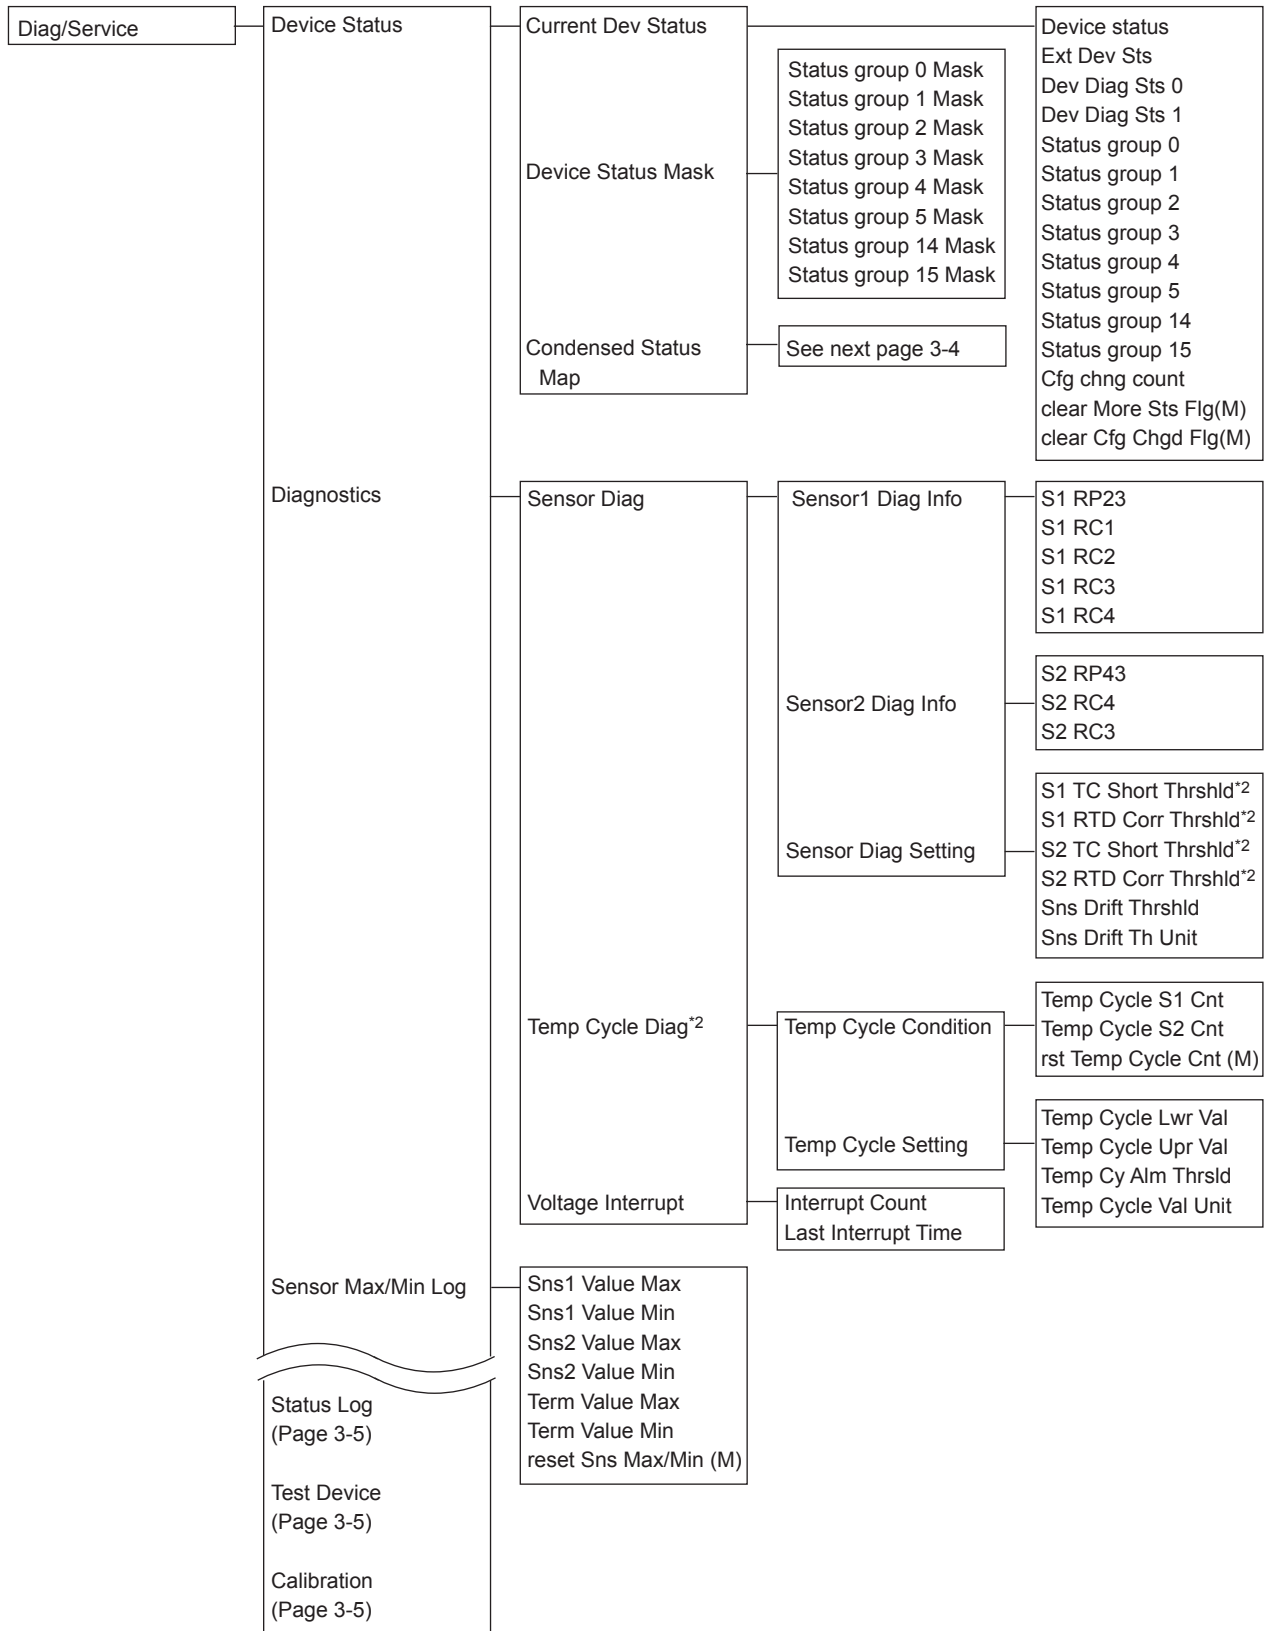 Diag/Service
Device Status
Current Dev Status
Device Status Mask
Condensed Status
Map
Status group 0 Mask
Status group 1 Mask
Status group 2 Mask
Status group 3 Mask
Status group 4 Mask
Status group 5 Mask
Status group 14 Mask
Status group 15 Mask
See next page 3-4
Device status
Ext Dev Sts
Dev Diag Sts 0
Dev Diag Sts 1
Status group 0
Status group 1
Status group 2
Status group 3
Status group 4
Status group 5
Status group 14
Status group 15
Cfg chng count
clear More Sts Flg(M)
clear Cfg Chgd Flg(M)
Diagnostics
Sensor Diag
Sensor1 Diag Info
S1 RP23
S1 RC1
S1 RC2
S1 RC3
S1 RC4
Sensor2 Diag Info
S2 RP43
S2 RC4
S2 RC3
Sensor Diag Setting
S1 TC Short Thrshld*2
S1 RTD Corr Thrshld*2
S2 TC Short Thrshld*2
S2 RTD Corr Thrshld*2
Sns Drift Thrshld
Sns Drift Th Unit
Temp Cycle Diag*2
Temp Cycle Condition
Temp Cycle S1 Cnt
Temp Cycle S2 Cnt
rst Temp Cycle Cnt (M)
Temp Cycle Setting
Temp Cycle Lwr Val
Temp Cycle Upr Val
Temp Cy Alm Thrsld
Temp Cycle Val Unit
Voltage Interrupt
Interrupt Count
Last Interrupt Time
Sensor Max/Min Log
Sns1 Value Max
Sns1 Value Min
Sns2 Value Max
Sns2 Value Min
Term Value Max
Term Value Min
reset Sns Max/Min (M)
Status Log
(Page 3-5)
Test Device
(Page 3-5)
Calibration
(Page 3-5)